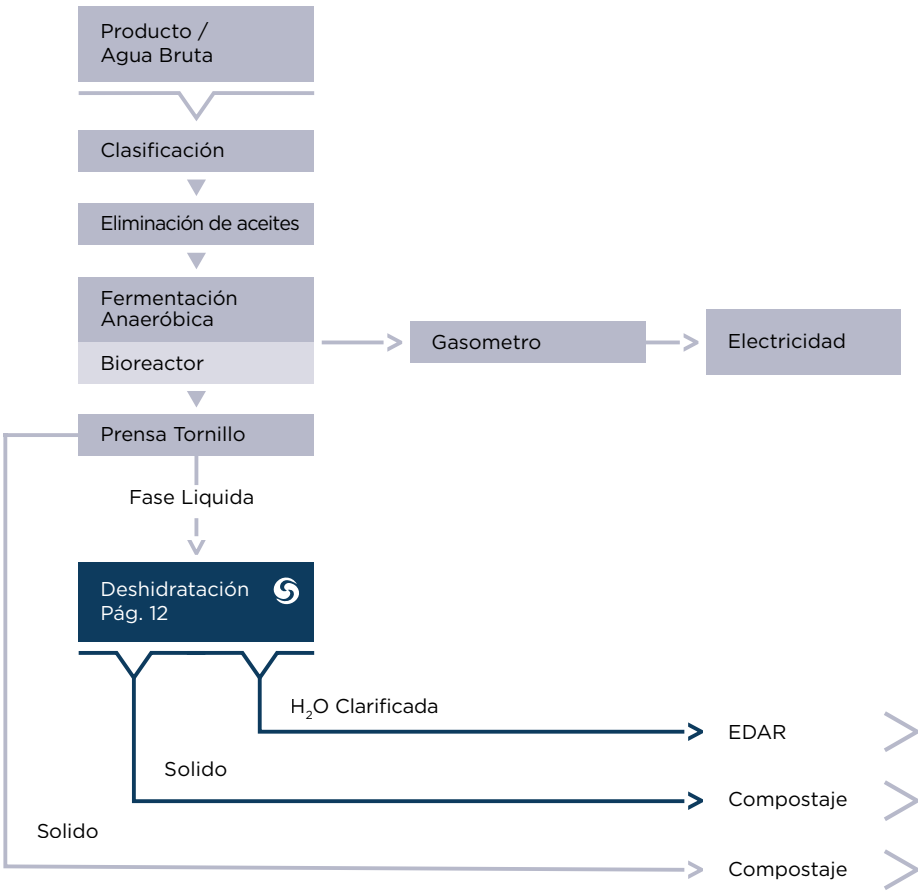 Producto /
Agua Bruta
Clasificación
Eliminación de aceites
Fermentación
Anaeróbica
Bioreactor
Gasometro
Electricidad
Prensa Tornillo
Fase Liquida
Deshidratación
Pág. 12
H₂O Clarificada
EDAR
Solido
Compostaje
Solido
Compostaje